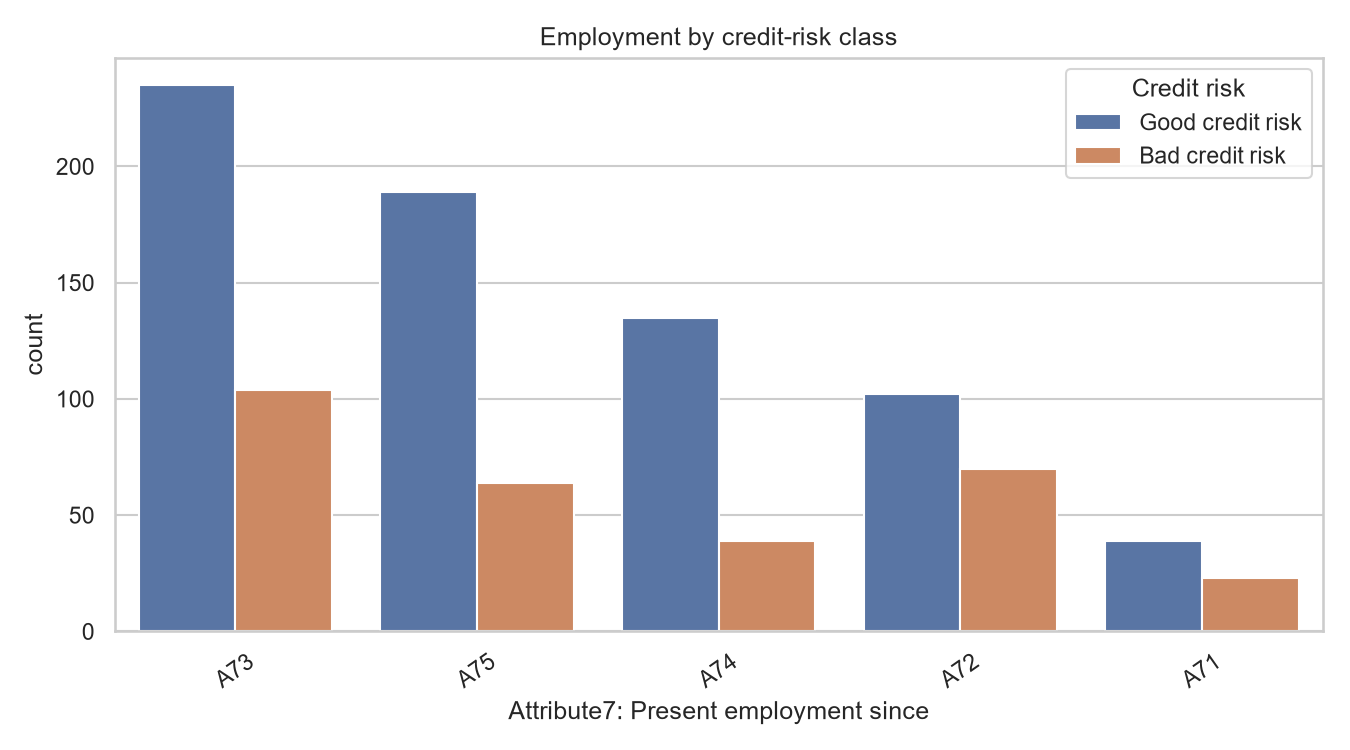 Employment by credit-risk class
Credit risk
Good credit risk
Bad credit risk
count
200
150
100
50
0
A73
A75
A74
A72
A71
Attribute7: Present employment since